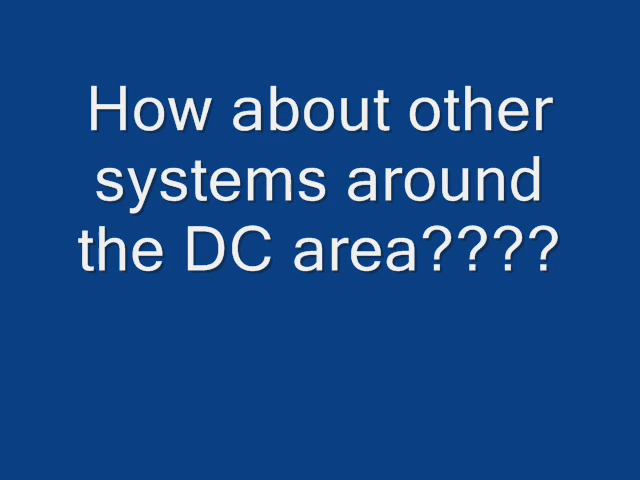 How about other
systems around
the DC area????